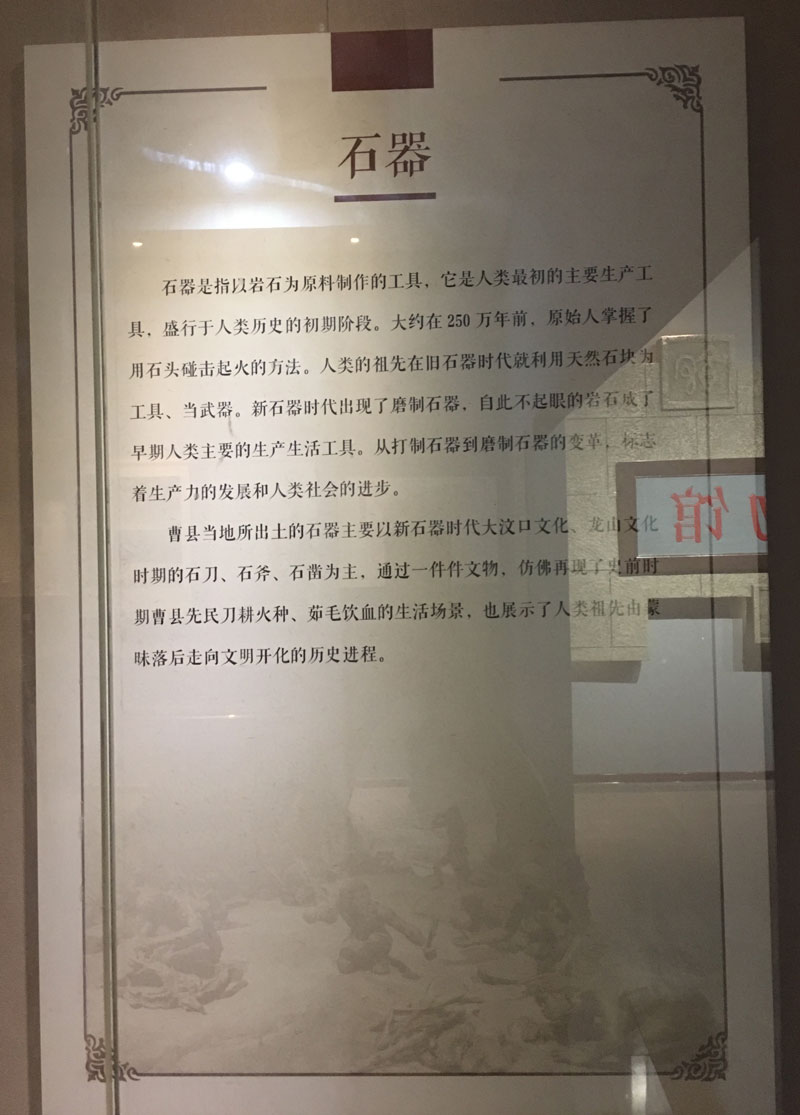 石器
石器是指以岩石为原料制作的工具，它是人类最初的主要生产工
具，盛行于人类历史的初期阶段。大约在 250 万年前，原始人掌握了
用石头碰击起火的方法。人类的祖先在旧石器时代就利用天然石块为
工具、当武器。新石器时代出现了磨制石器，自此不起眼的岩石成了
早期人类主要的生产生活工具。从打制石器到磨制石器的变革，标志
着生产力的发展和人类社会的进步。
曹县当地所出土的石器主要以新石器时代大汶口文化、龙山文化
时期的石刀、石斧、石凿为主，通过一件件文物，仿佛再现了史前时
期曹县先民刀耕火种、茹毛饮血的生活场景，也展示了人类祖先由蒙
昧落后走向文明开化的历史进程。
馆